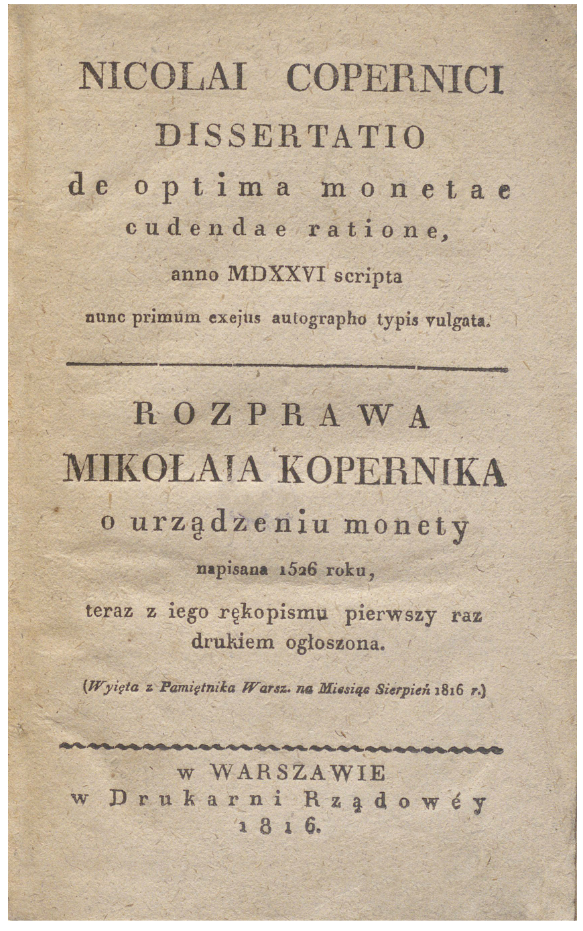 NICOLAI COPERNICI
DISSERTATIO
de optima monetae
cudendae ratione,
anno MDXXVI scripta
nunc primum exejus autographo typis vulgata.
ROZPRAWA
MIKOŁAIA KOPERNIKA
o urządzeniu monety
napisana 1526 roku,
teraz z iego rękopismu pierwszy raz
drukiem ogłoszona.
(Wyięta z Pamiętnika Warsz. na Miesiąc Sierpień 1816 r.)
w WARSZAWIE
w Drukarni Rządowéy
1816.